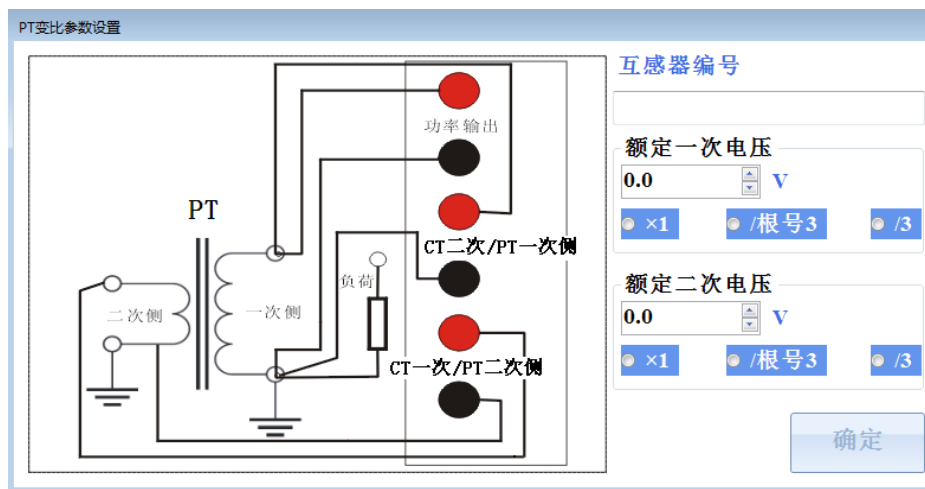 PT变比参数设置
互感器编号
功率输出
额定一次电压
0.0 V
×1 /根号3 /3
PT
CT二次/PT一次侧
负荷
二次侧
一次侧
额定二次电压
0.0 V
×1 /根号3 /3
CT一次/PT二次侧
确定